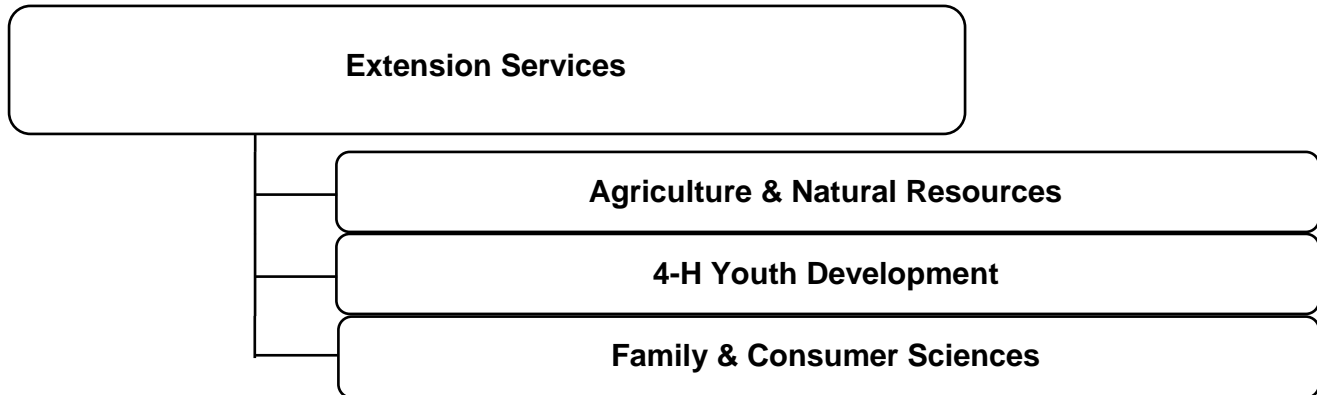 Extension Services
Agriculture & Natural Resources
4-H Youth Development
Family & Consumer Sciences